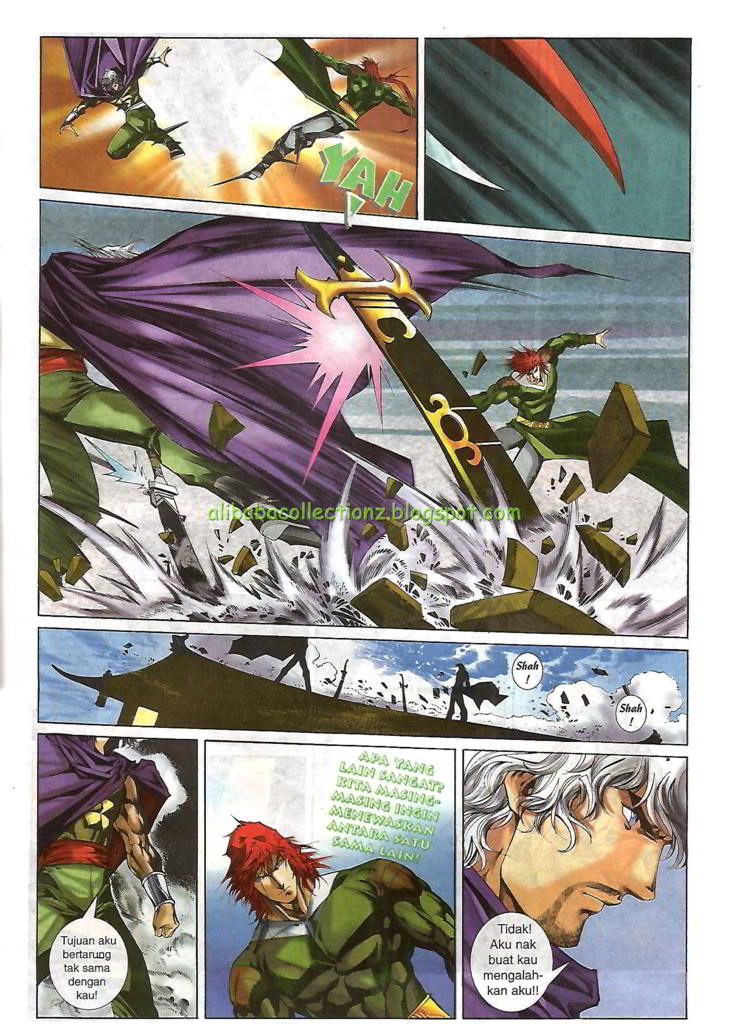 YAH
!
alibabacollectionz.blogspot.com
Shah
!
Shah
!
Tujuan aku
bertarung
tak sama
dengan
kau!
APA YANG
LAIN SANGAT?
KITA MASING-
MASING INGIN
MENEWASKAN
ANTARA SATU
SAMA LAIN!
Tidak!
Aku nak
buat kau
mengalah-
kan aku!!